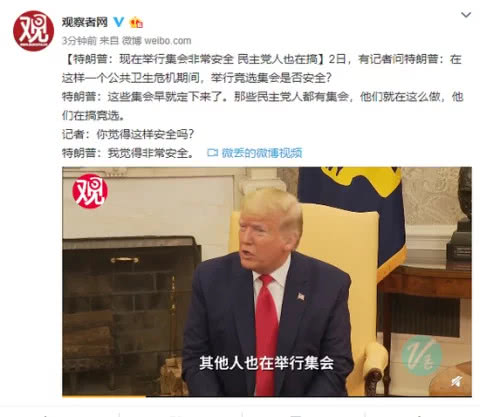 观
观察者网
3分钟前 来自 微博 weibo.com
【特朗普：现在举行集会非常安全 民主党人也在搞】2日，有记者问特朗普：在
这样一个公共卫生危机期间，举行竞选集会是否安全？
特朗普：这些集会早就定下来了。那些民主党人都有集会，他们就在这么做，他
们在搞竞选。
记者：你觉得这样安全吗？
特朗普：我觉得非常安全。 微丢的微博视频
观
其他人也在举行集会